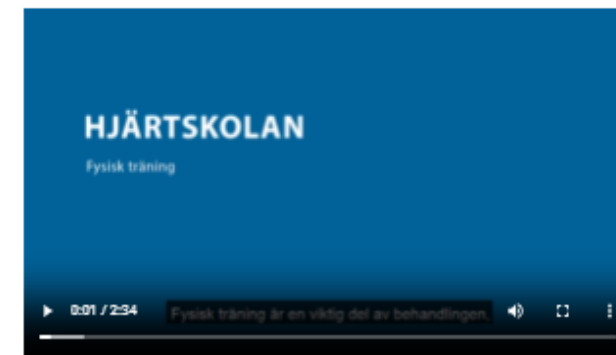 HJÄRTSKOLAN
Fysisk träning
0:01 / 2:34
Fysisk träning är en viktig del av behandlingen.